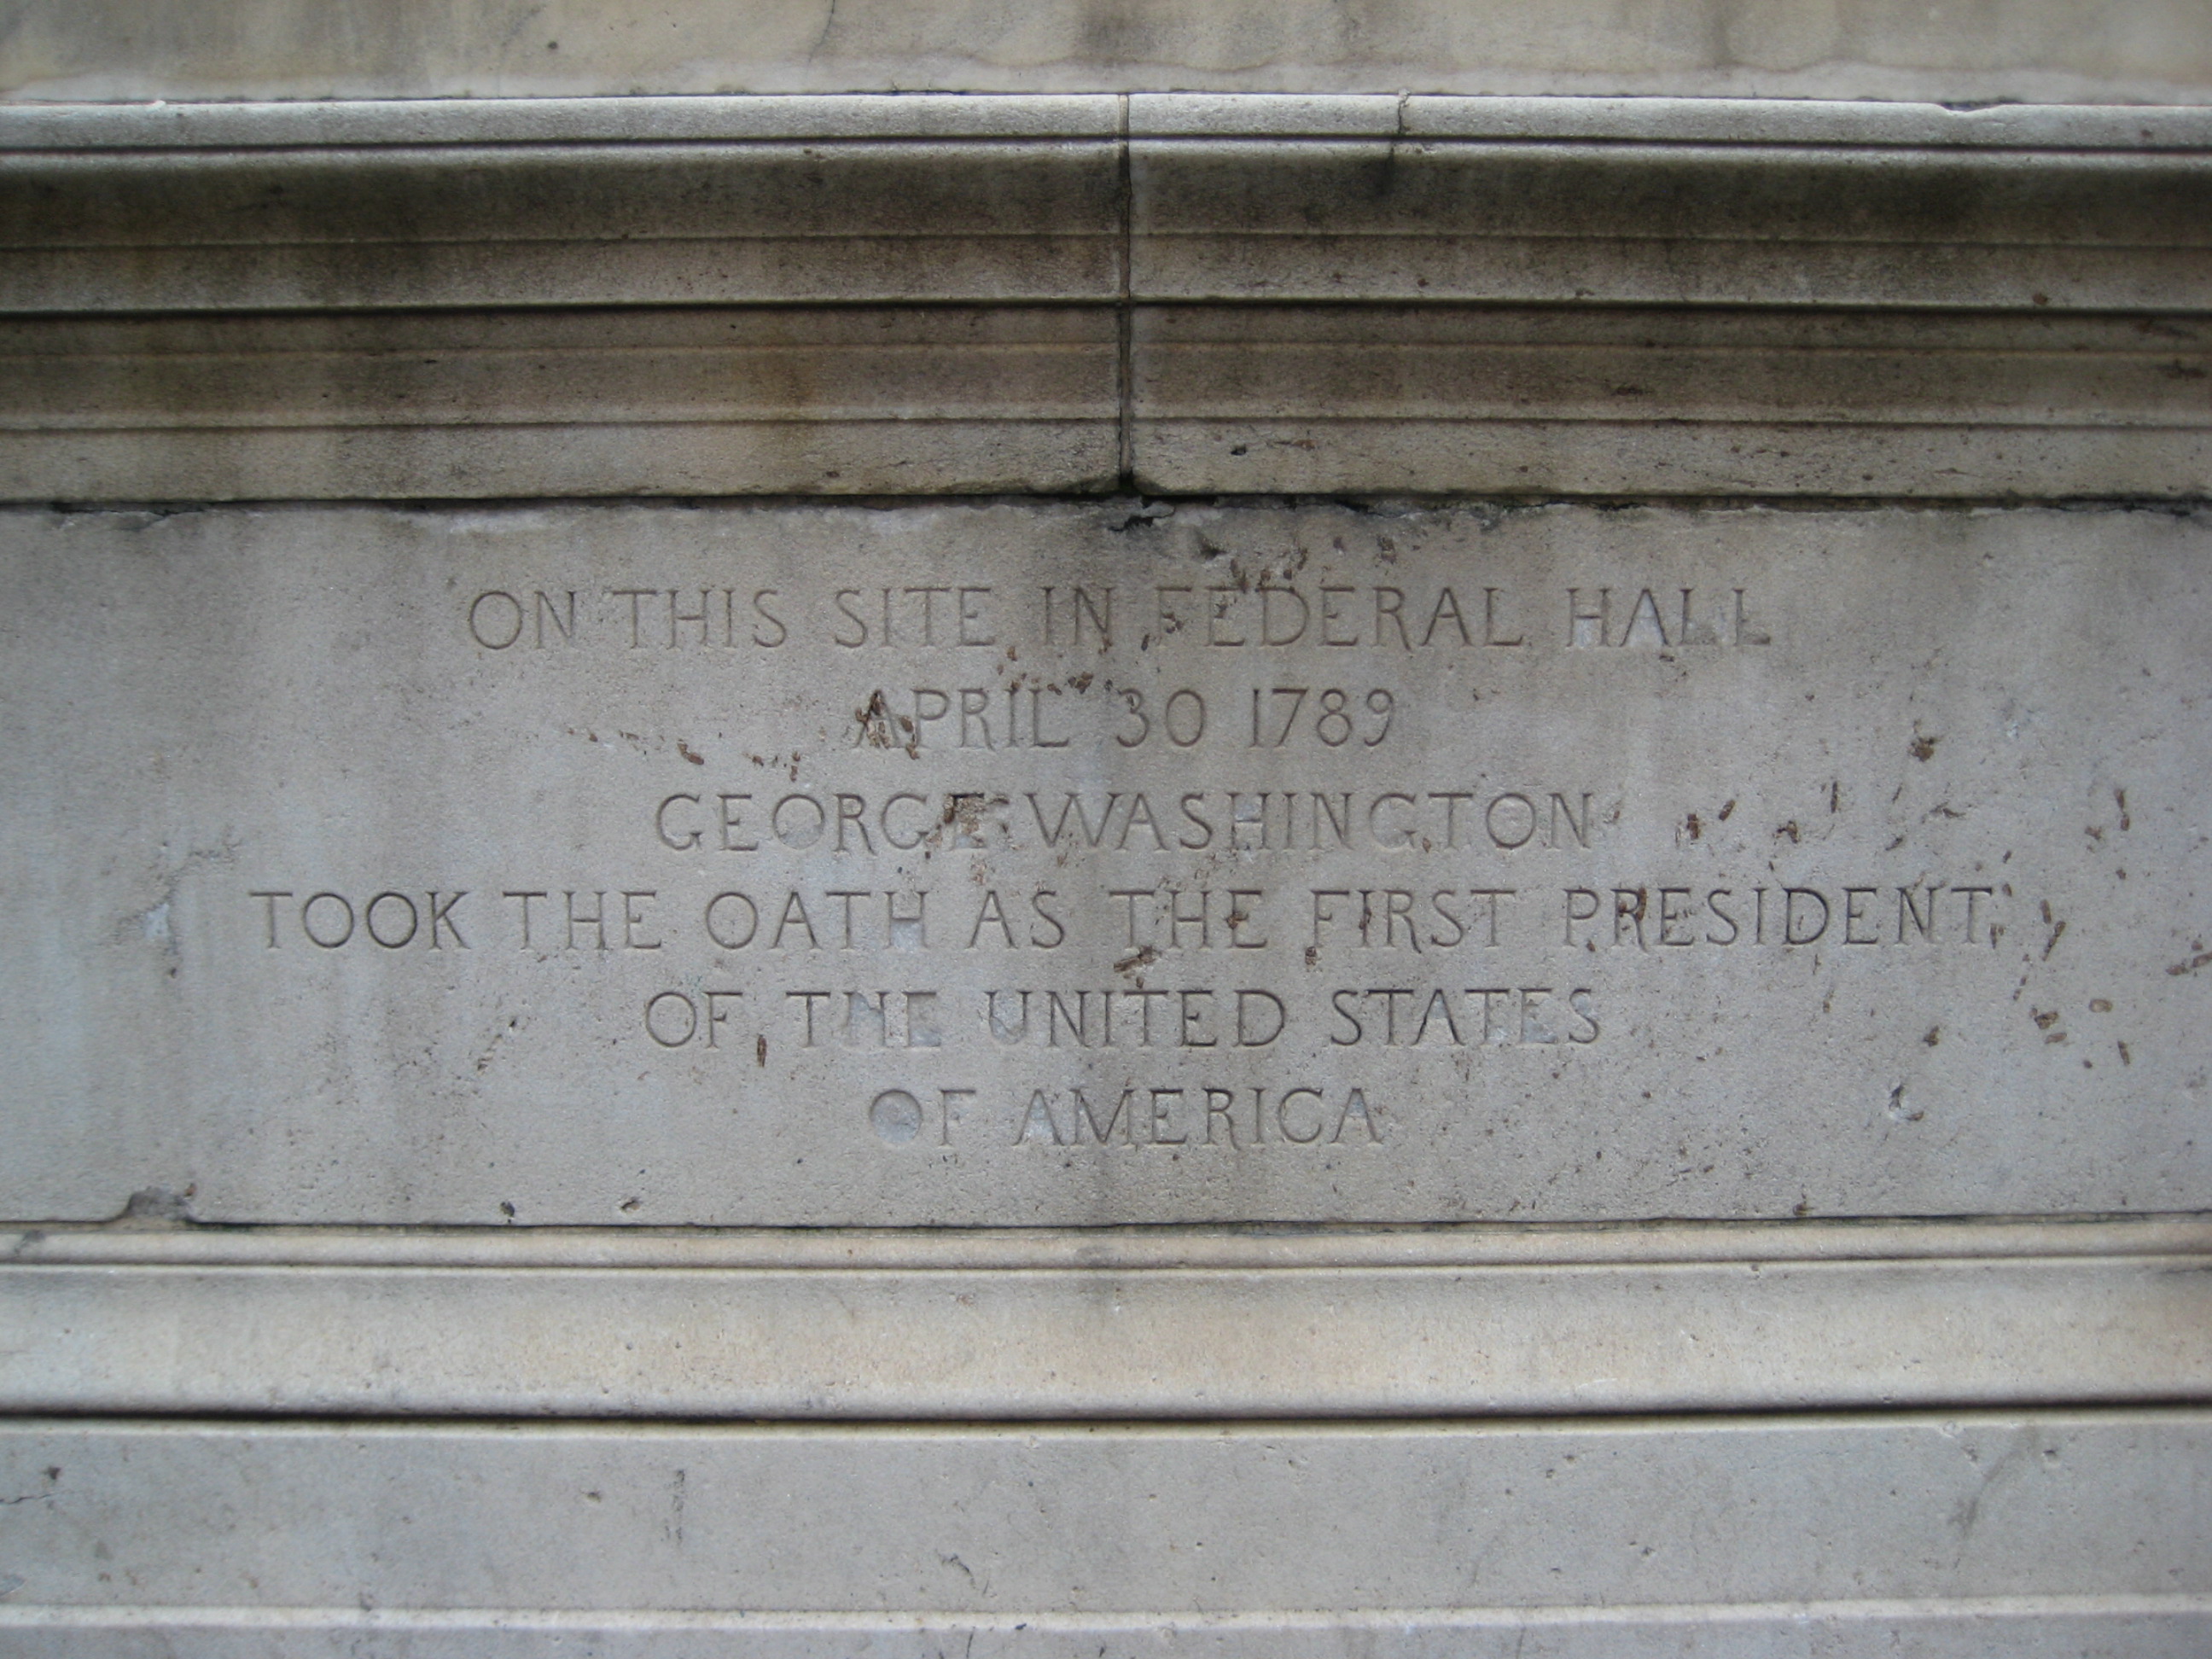 ON THIS SITE IN FEDERAL HALL
APRIL 30 1789
GEORGE WASHINGTON
TOOK THE OATH AS THE FIRST PRESIDENT
OF THE UNITED STATES
OF AMERICA